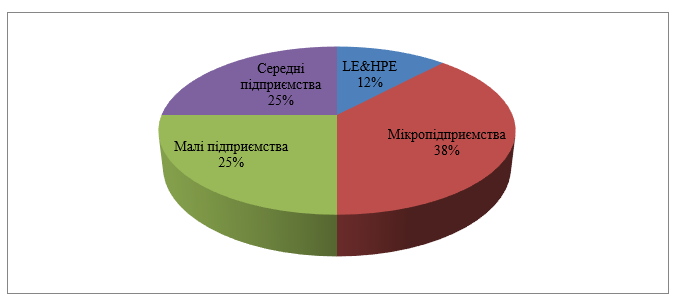 Середні
підприємства
25%
LE&HPE
12%
Мікропідприємства
38%
Малі підприємства
25%